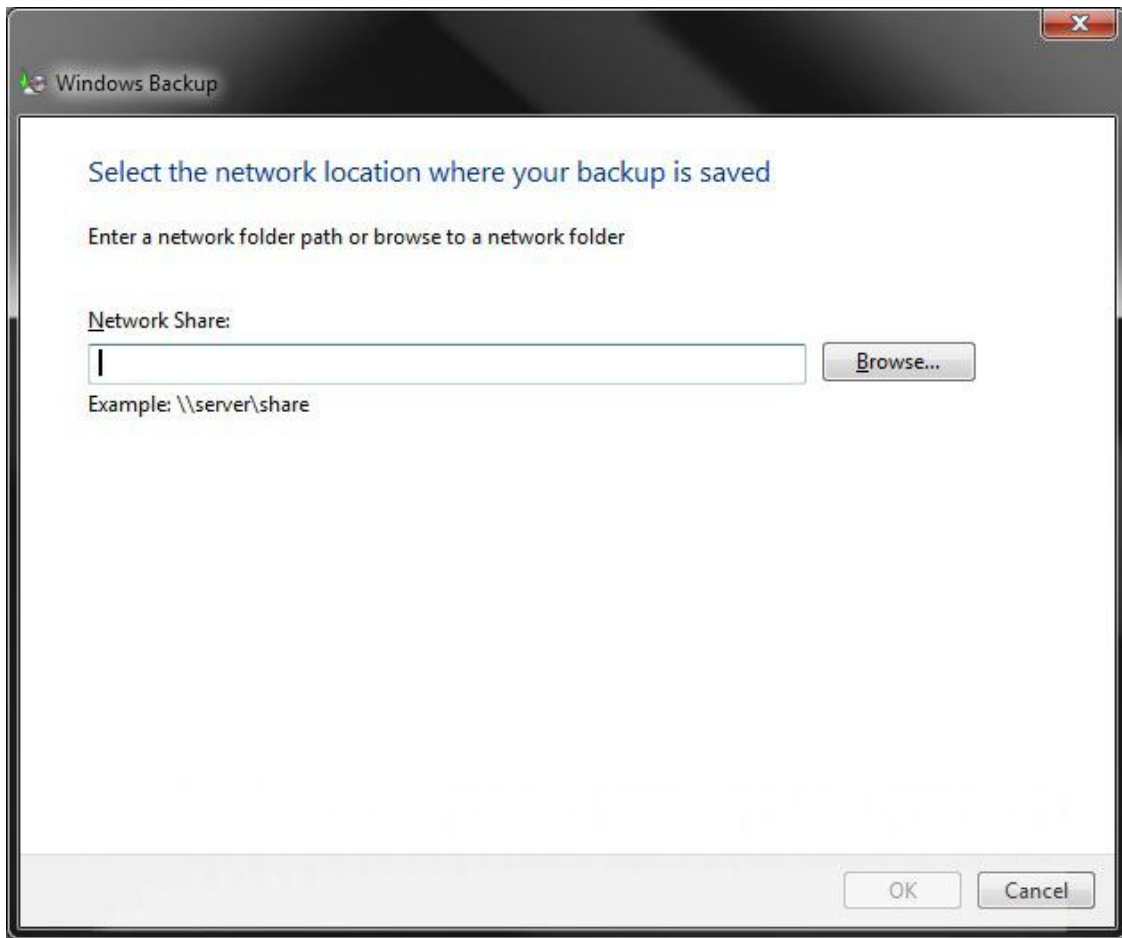 Windows Backup
Select the network location where your backup is saved
Enter a network folder path or browse to a network folder
Network Share:
Browse...
Example: \\server\share
OK
Cancel